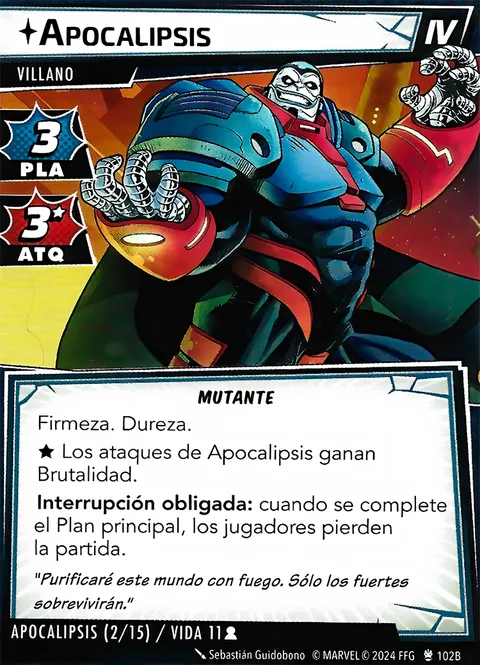 APOCALIPSIS
IV
VILLANO
3
PLA
3★
ATQ
MUTANTE
Firmeza. Dureza.
★ Los ataques de Apocalipsis ganan
Brutalidad.
Interrupción obligada: cuando se complete
el Plan principal, los jugadores pierden
la partida.
"Purificaré este mundo con fuego. Sólo los fuertes
sobrevivirán."
APOCALIPSIS (2/15) / VIDA 11
Sebastián Guidobono © MARVEL © 2024 FFG 102B